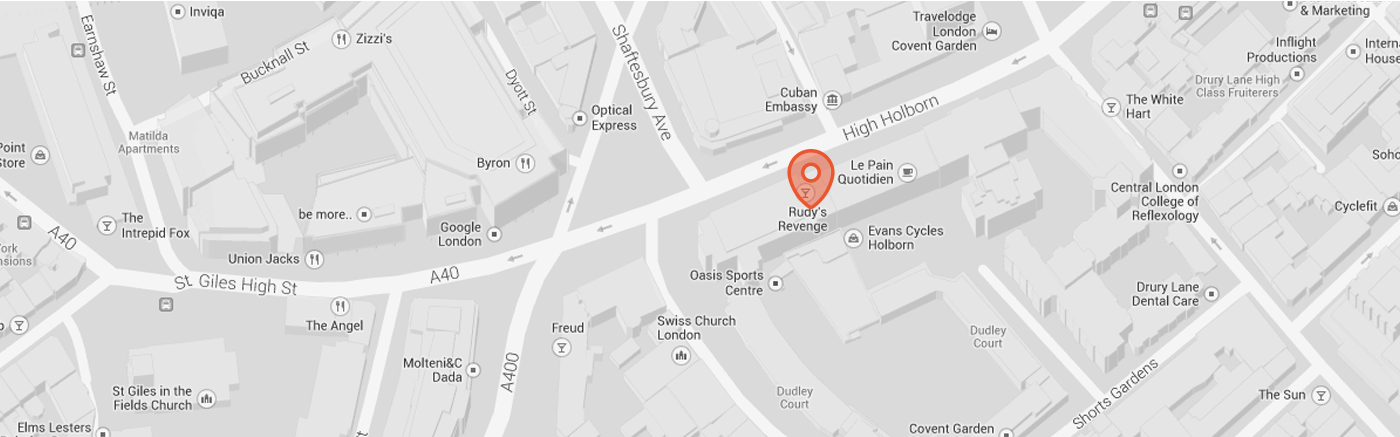 Inviqa
Earnshaw St
Bucknall St
Zizzi's
Shaftesbury Ave
Travelodge
London
Covent Garden
& Marketing
Inflight
Productions
House
Drury Lane High
Class Fruiterers
Dyott St
Optical
Express
Cuban
Embassy
High Holborn
The White
Hart
Matilda
Apartments
Point
Store
Byron
Le Pain
Quotidien
Soho
Central London
College of
Reflexology
Cyclefit
be more..
The
Intrepid Fox
Google
London
Rudy's
Revenge
Evans Cycles
Holborn
A40
Union Jacks
A40
St. Giles High St
Oasis Sports
Centre
Drury Lane
Dental Care
The Angel
Freud
Swiss Church
London
Dudley
Court
A400
Molteni&C
Dada
Shorts Gardens
St Giles in the
Fields Church
Dudley
Court
The Sun
Elms Lesters
Covent Garden